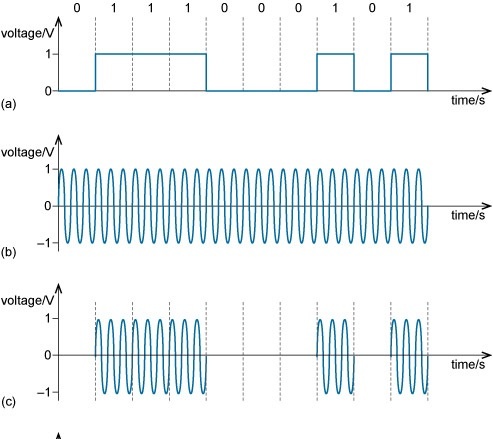 0 1 1 1 0 0 0 1 0 1
voltage/V
1
0
time/s
(a)
voltage/V
1
0
time/s
–1
(b)
voltage/V
1
0
time/s
–1
(c)